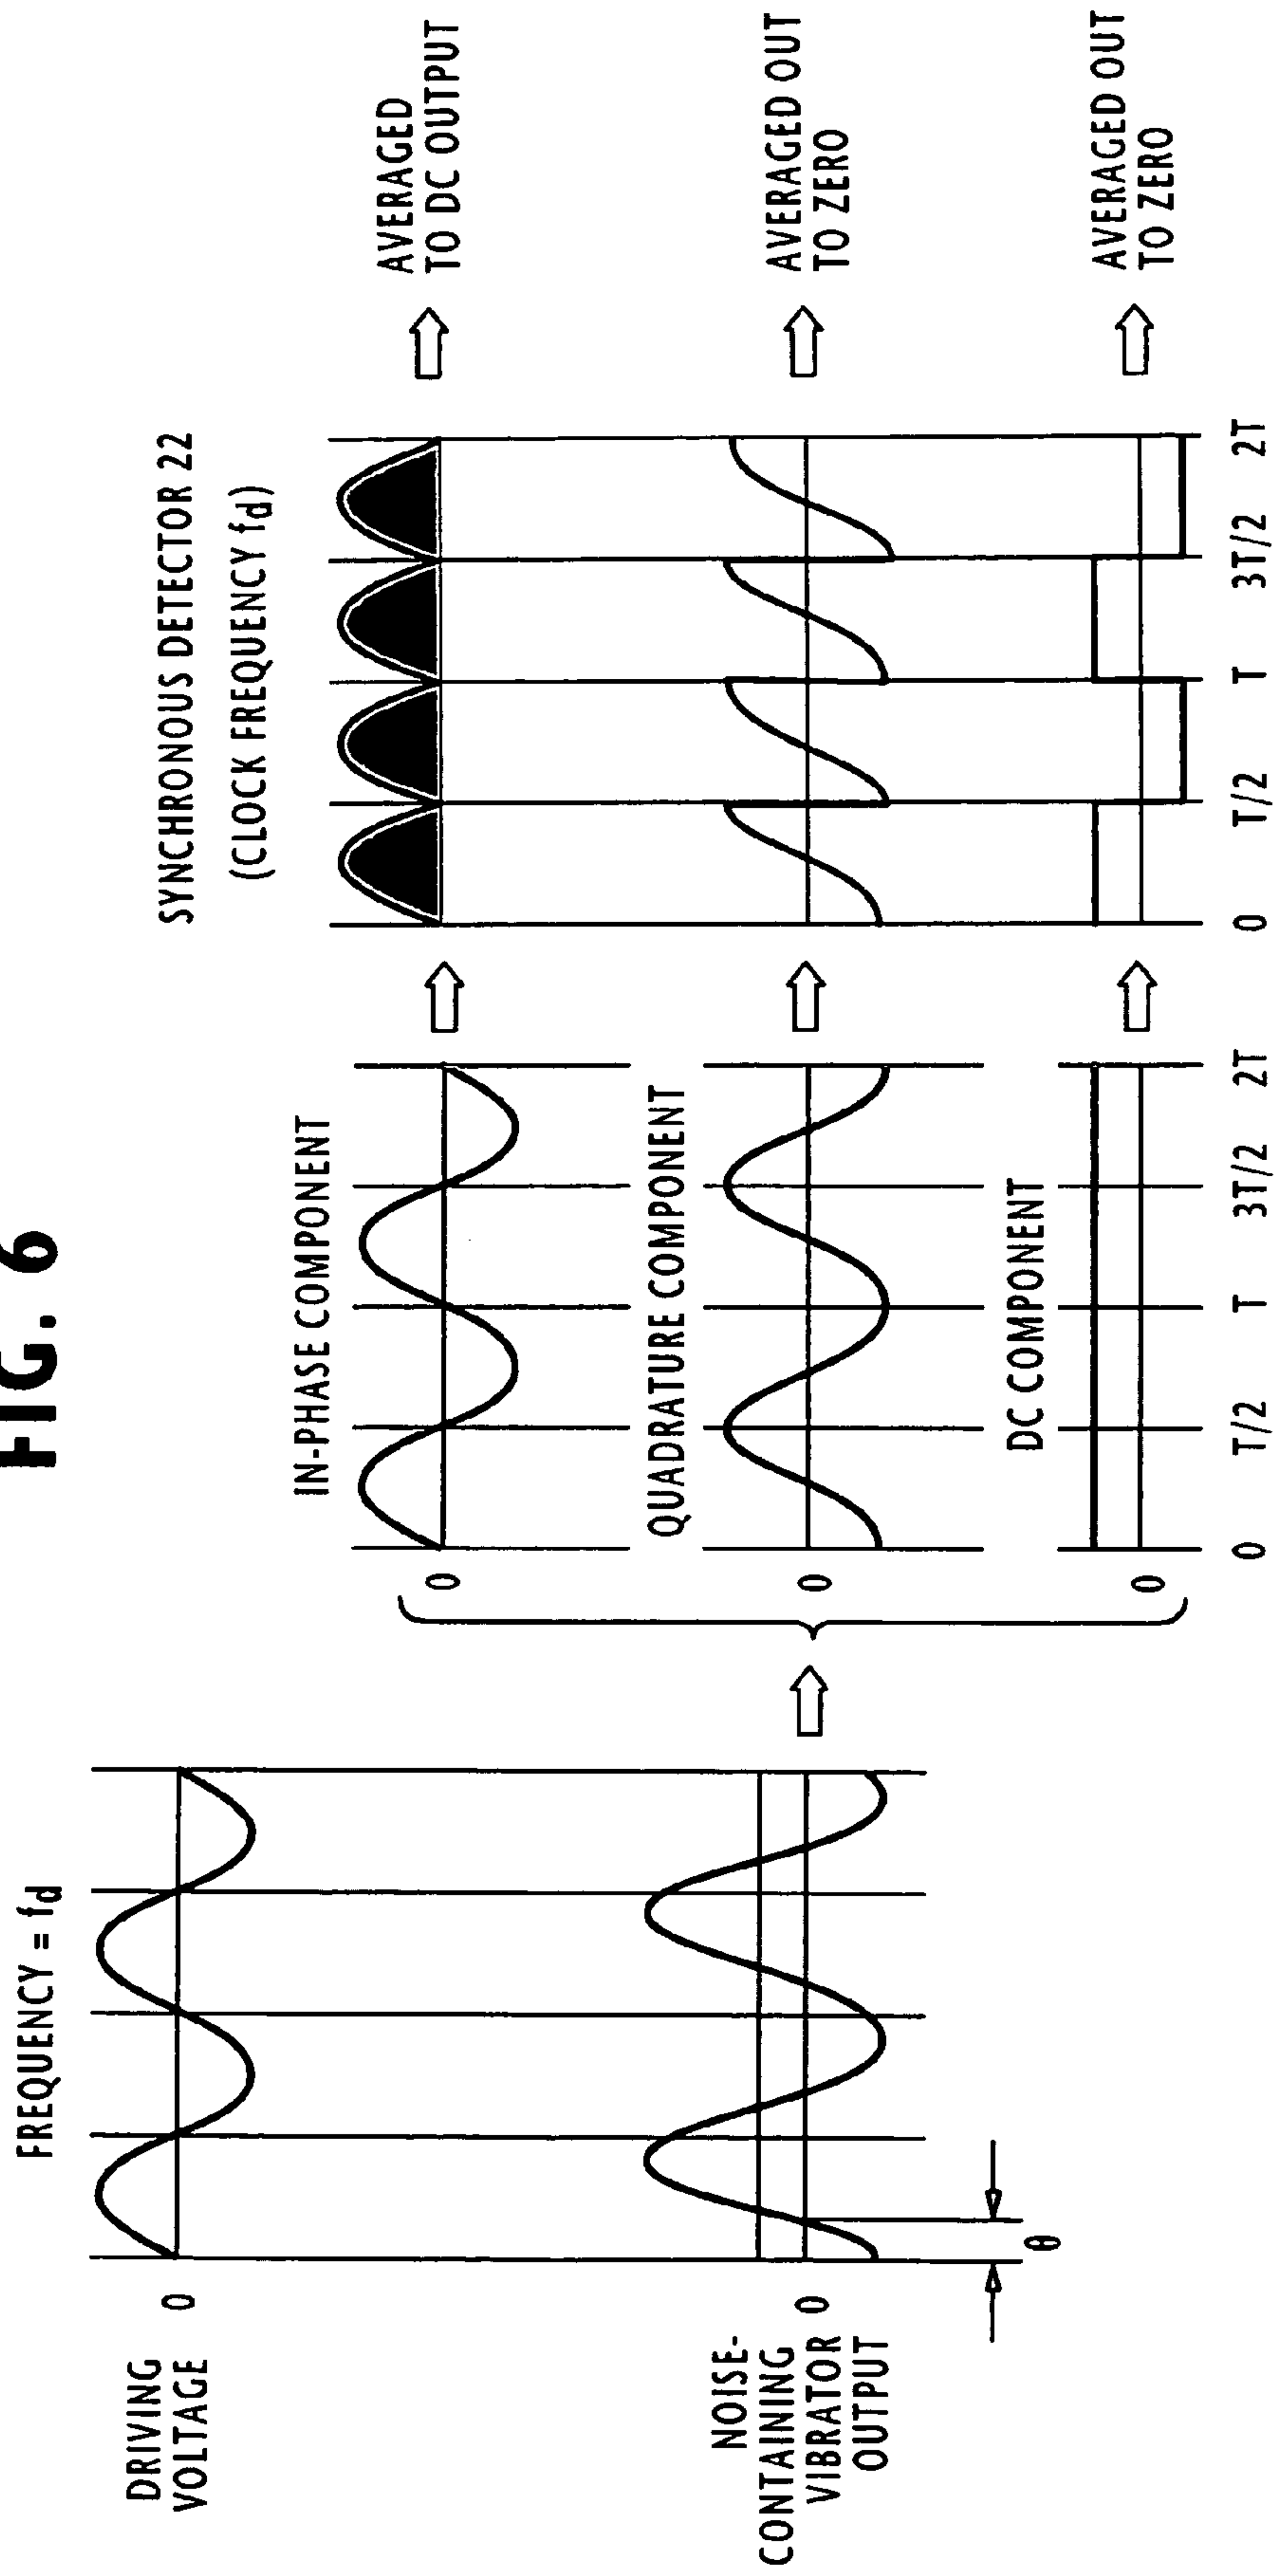 FIG. 6
FREQUENCY = fd
DRIVING
VOLTAGE
0
NOISE-
CONTAINING
VIBRATOR
OUTPUT
0
θ
IN-PHASE COMPONENT
0
QUADRATURE COMPONENT
0
DC COMPONENT
0
0 T/2 T 3T/2 2T
SYNCHRONOUS DETECTOR 22
(CLOCK FREQUENCY fd)
0 T/2 T 3T/2 2T
AVERAGED
TO DC OUTPUT
AVERAGED OUT
TO ZERO
AVERAGED OUT
TO ZERO